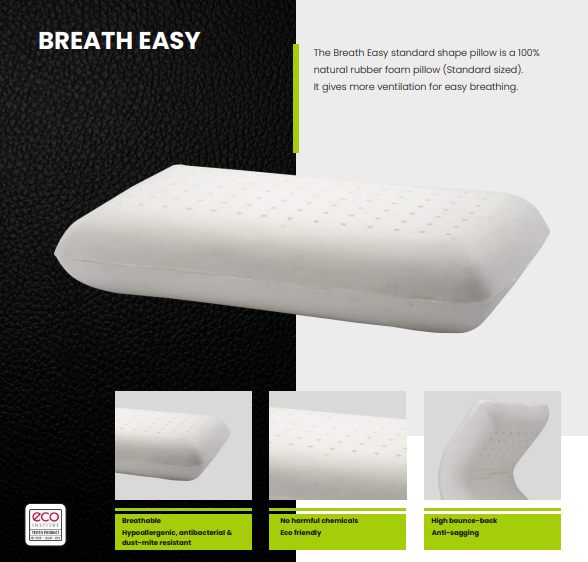 BREATH EASY
The Breath Easy standard shape pillow is a 100%
natural rubber foam pillow (Standard sized).
It gives more ventilation for easy breathing.
eco
INSTITUT
TESTED PRODUCT
Breathable
Hypoallergenic, antibacterial &
dust-mite resistant
No harmful chemicals
Eco friendly
High bounce-back
Anti-sagging